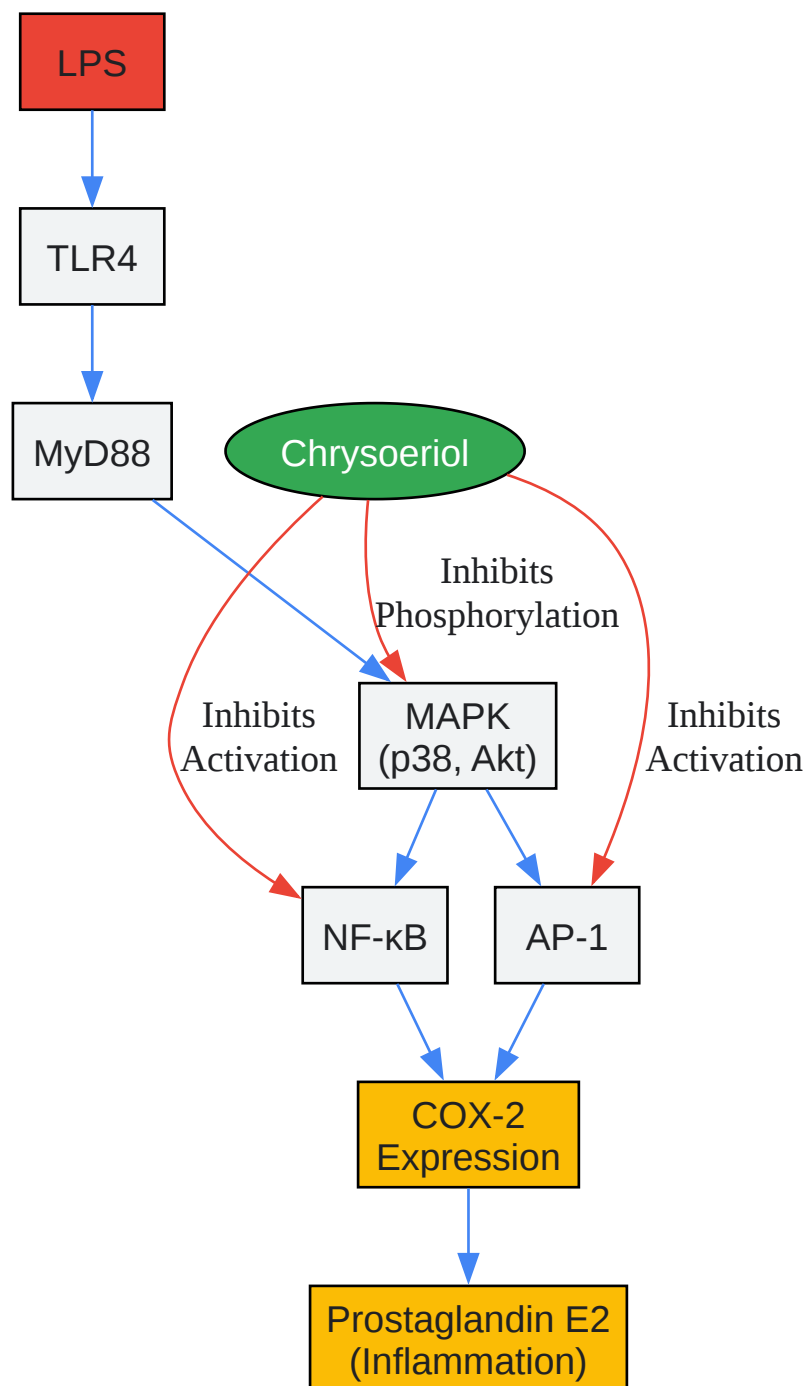 LPS
TLR4
MyD88
Chrysoeriol
Inhibits
Phosphorylation
Inhibits
Activation
MAPK
(p38, Akt)
Inhibits
Activation
NF-κB
AP-1
COX-2
Expression
Prostaglandin E2
(Inflammation)